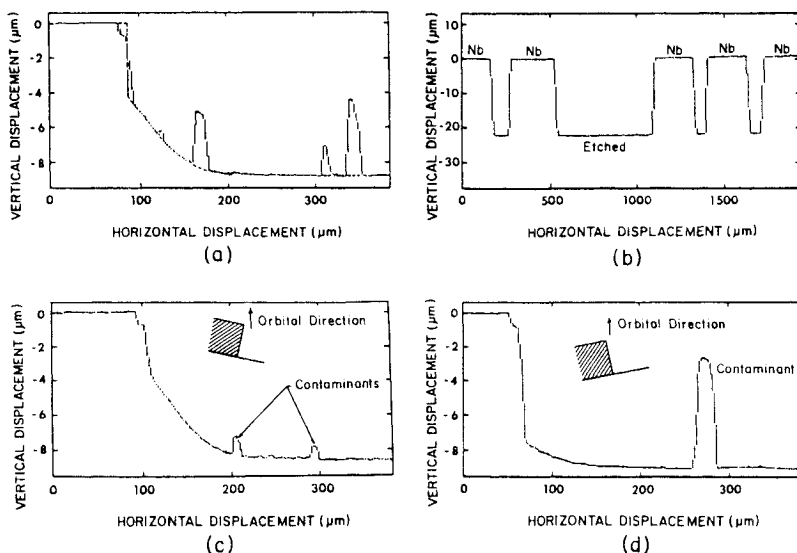 VERTICAL DISPLACEMENT (μm)
0
-2
-4
-6
-8
0 100 200 300
HORIZONTAL DISPLACEMENT (μm)
(a)
VERTICAL DISPLACEMENT (μm)
10
0
-10
-20
-30
Nb Nb Nb Nb Nb
Etched
0 500 1000 1500
HORIZONTAL DISPLACEMENT (μm)
(b)
VERTICAL DISPLACEMENT (μm)
0
-2
-4
-6
-8
Orbital Direction
Contaminants
0 100 200 300
HORIZONTAL DISPLACEMENT (μm)
(c)
VERTICAL DISPLACEMENT (μm)
0
-2
-4
-6
-8
Orbital Direction
Contaminant
0 100 200 300
HORIZONTAL DISPLACEMENT (μm)
(d)